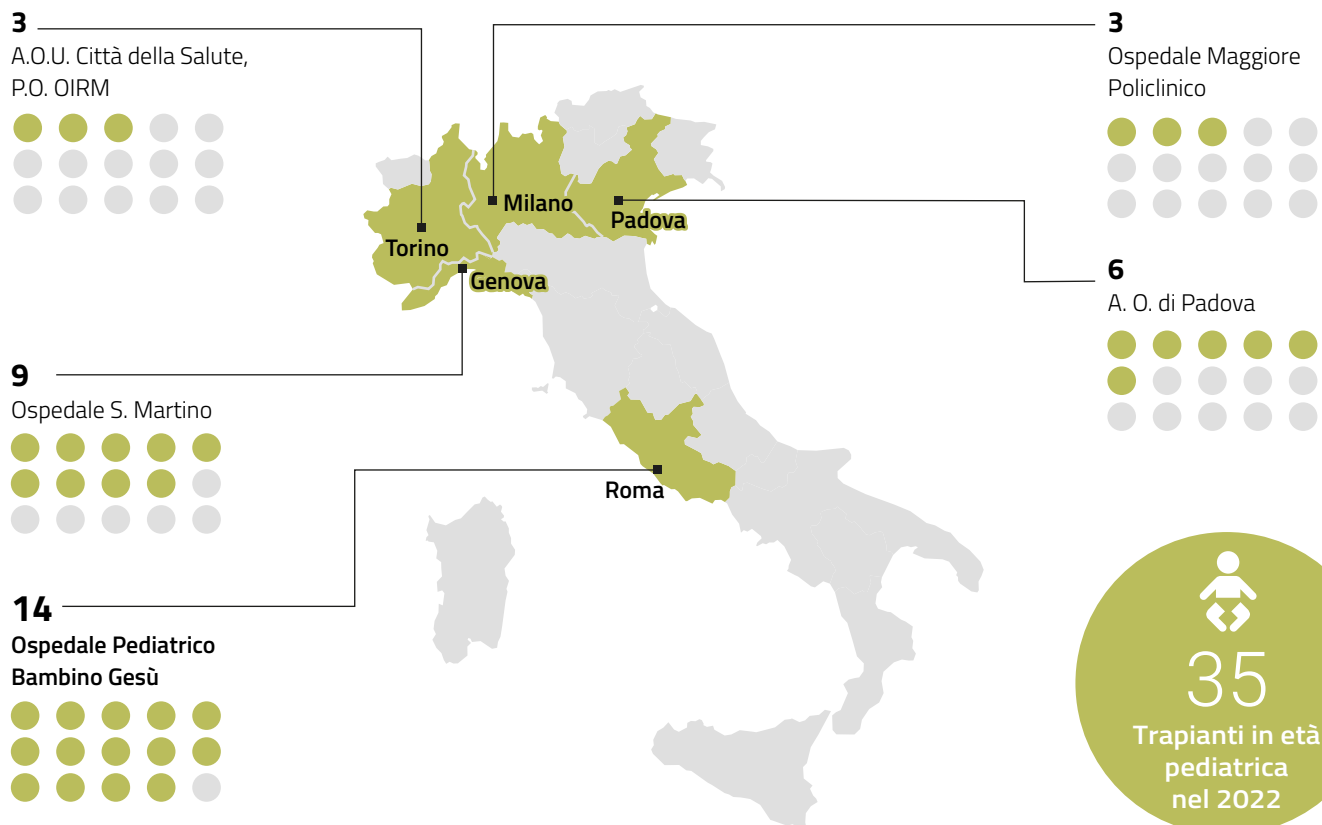 3
A.O.U. Città della Salute,
P.O. OIRM
3
Ospedale Maggiore
Policlinico
Milano
Padova
Torino
Genova
6
A. O. di Padova
9
Ospedale S. Martino
Roma
14
Ospedale Pediatrico
Bambino Gesù
35
Trapianti in età
pediatrica
nel 2022